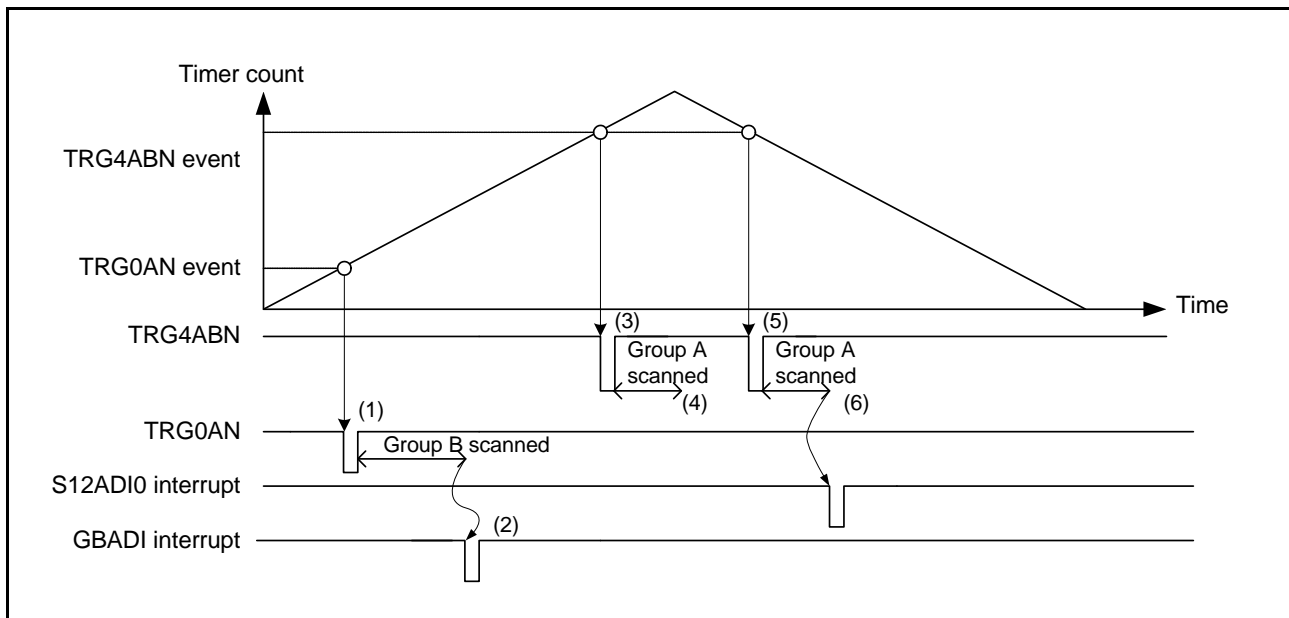 Timer count
TRG4ABN event
TRG0AN event
Time
TRG4ABN
(3)
(5)
Group A
scanned
Group A
scanned
(4)
(6)
TRG0AN
(1)
Group B scanned
S12ADI0 interrupt
GBADI interrupt
(2)